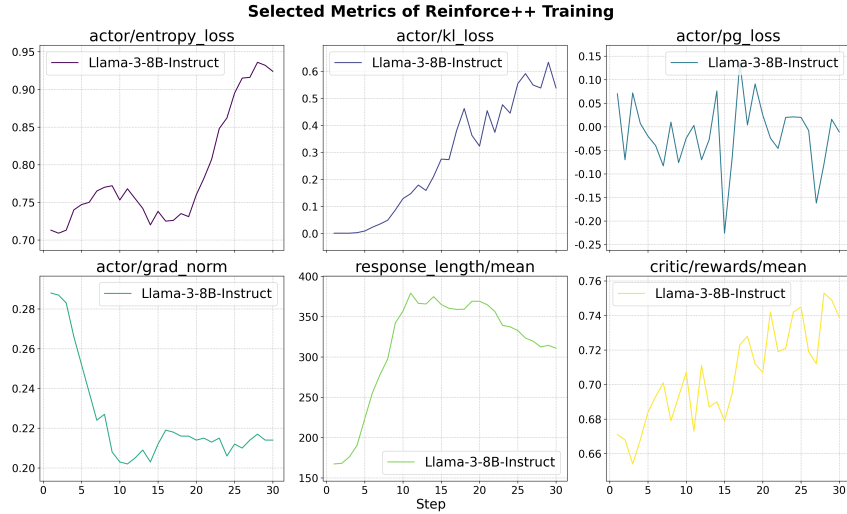 Selected Metrics of Reinforce++ Training
actor/entropy_loss
Llama-3-8B-Instruct
0.95
0.90
0.85
0.80
0.75
0.70
actor/kl_loss
Llama-3-8B-Instruct
0.6
0.5
0.4
0.3
0.2
0.1
0.0
actor/pg_loss
Llama-3-8B-Instruct
0.15
0.10
0.05
0.00
-0.05
-0.10
-0.15
-0.20
-0.25
actor/grad_norm
Llama-3-8B-Instruct
0.28
0.26
0.24
0.22
0.20
0 5 10 15 20 25 30
response_length/mean
400
350
300
250
200
150
Llama-3-8B-Instruct
0 5 10 15 20 25 30
Step
critic/rewards/mean
Llama-3-8B-Instruct
0.76
0.74
0.72
0.70
0.68
0.66
0 5 10 15 20 25 30